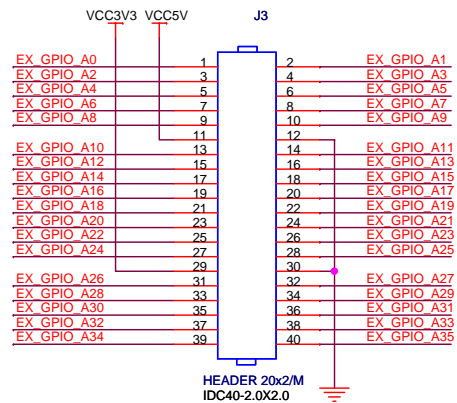 VCC3V3 VCC5V J3
EX_GPIO_A0 1 2 EX_GPIO_A1
EX_GPIO_A2 3 4 EX_GPIO_A3
EX_GPIO_A4 5 6 EX_GPIO_A5
EX_GPIO_A6 7 8 EX_GPIO_A7
EX_GPIO_A8 9 10 EX_GPIO_A9
11 12
EX_GPIO_A10 13 14 EX_GPIO_A11
EX_GPIO_A12 15 16 EX_GPIO_A13
EX_GPIO_A14 17 18 EX_GPIO_A15
EX_GPIO_A16 19 20 EX_GPIO_A17
EX_GPIO_A18 21 22 EX_GPIO_A19
EX_GPIO_A20 23 24 EX_GPIO_A21
EX_GPIO_A22 25 26 EX_GPIO_A23
EX_GPIO_A24 27 28 EX_GPIO_A25
29 30
EX_GPIO_A26 31 32 EX_GPIO_A27
EX_GPIO_A28 33 34 EX_GPIO_A29
EX_GPIO_A30 35 36 EX_GPIO_A31
EX_GPIO_A32 37 38 EX_GPIO_A33
EX_GPIO_A34 39 40 EX_GPIO_A35
HEADER 20x2/M
IDC40-2.0X2.0